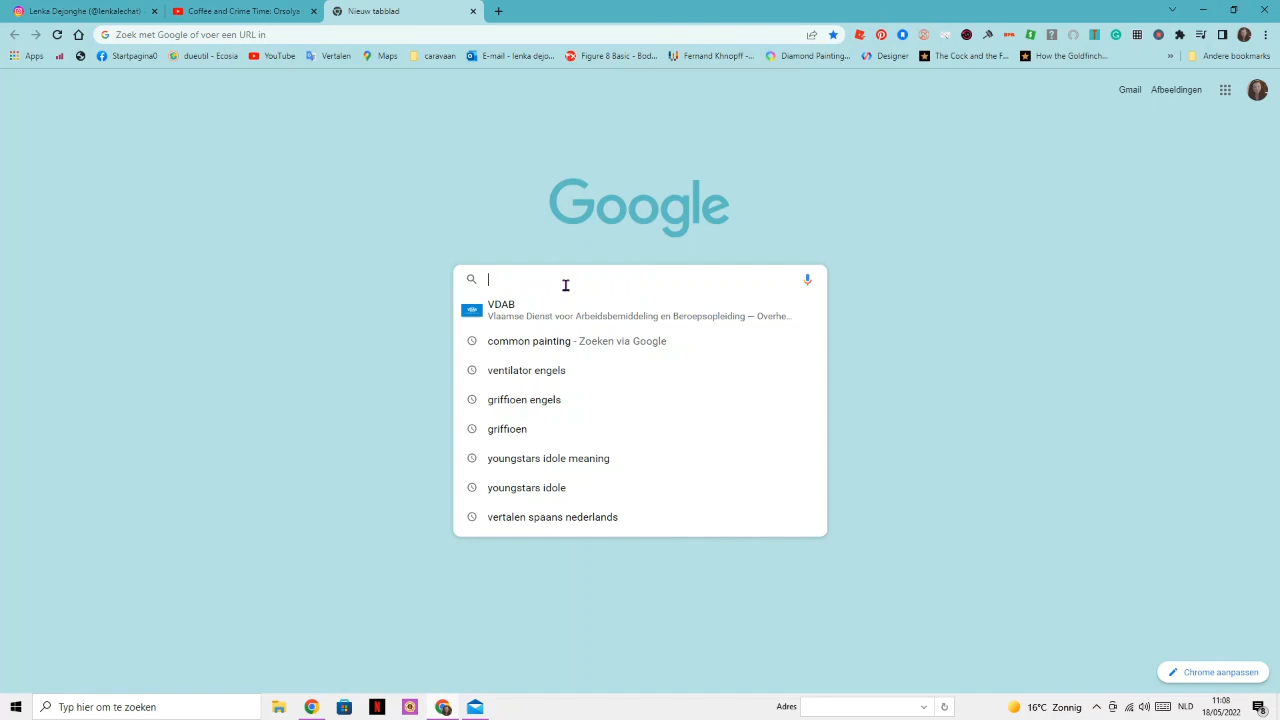 Lenka Dejonghe (@lenkalechat) -
Coffee and Crime Time: Orsolya
Nieuw tabblad
Zoek met Google of voer een URL in
Apps
Startpagina0
dueutil - Ecosia
YouTube
Vertalen
Maps
caravaan
E-mail - lenka dejo...
Figure 8 Basic - Bod...
Fernand Khnopff -...
Diamond Painting...
Designer
The Cock and the F...
How the Goldfinch...
»
Andere bookmarks
Gmail
Afbeeldingen
Google
VDAB
Vlaamse Dienst voor Arbeidsbemiddeling en Beroepsopleiding — Overhe...
common painting - Zoeken via Google
ventilator engels
griffioen engels
griffioen
youngstars idole meaning
youngstars idole
vertalen spaans nederlands
Chrome aanpassen
Typ hier om te zoeken
Adres
16°C Zonnig
NLD
11:08
18/05/2022